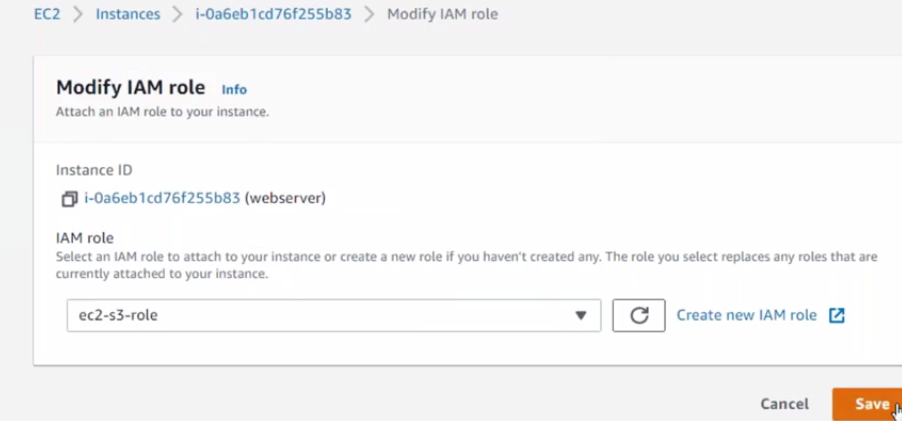 EC2 > Instances > i-0a6eb1cd76f255b83 > Modify IAM role
Modify IAM role Info
Attach an IAM role to your instance.
Instance ID
i-0a6eb1cd76f255b83 (webserver)
IAM role
Select an IAM role to attach to your instance or create a new role if you haven't created any. The role you select replaces any roles that are
currently attached to your instance.
ec2-s3-role Create new IAM role
Cancel Save